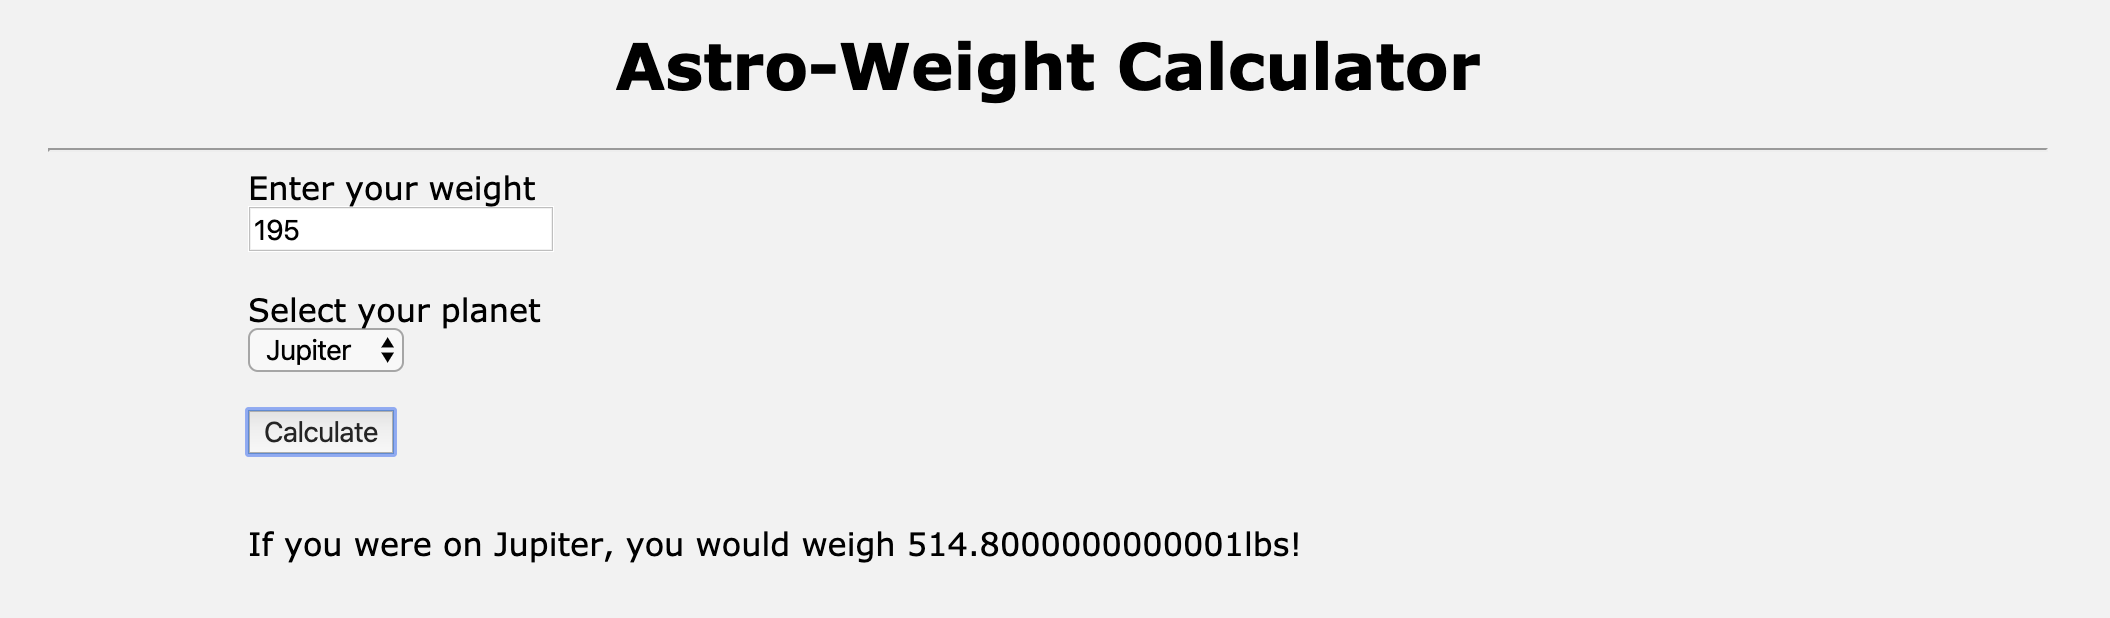 Astro-Weight Calculator
Enter your weight
195
Select your planet
Jupiter
Calculate
If you were on Jupiter, you would weigh 514.8000000000001lbs!